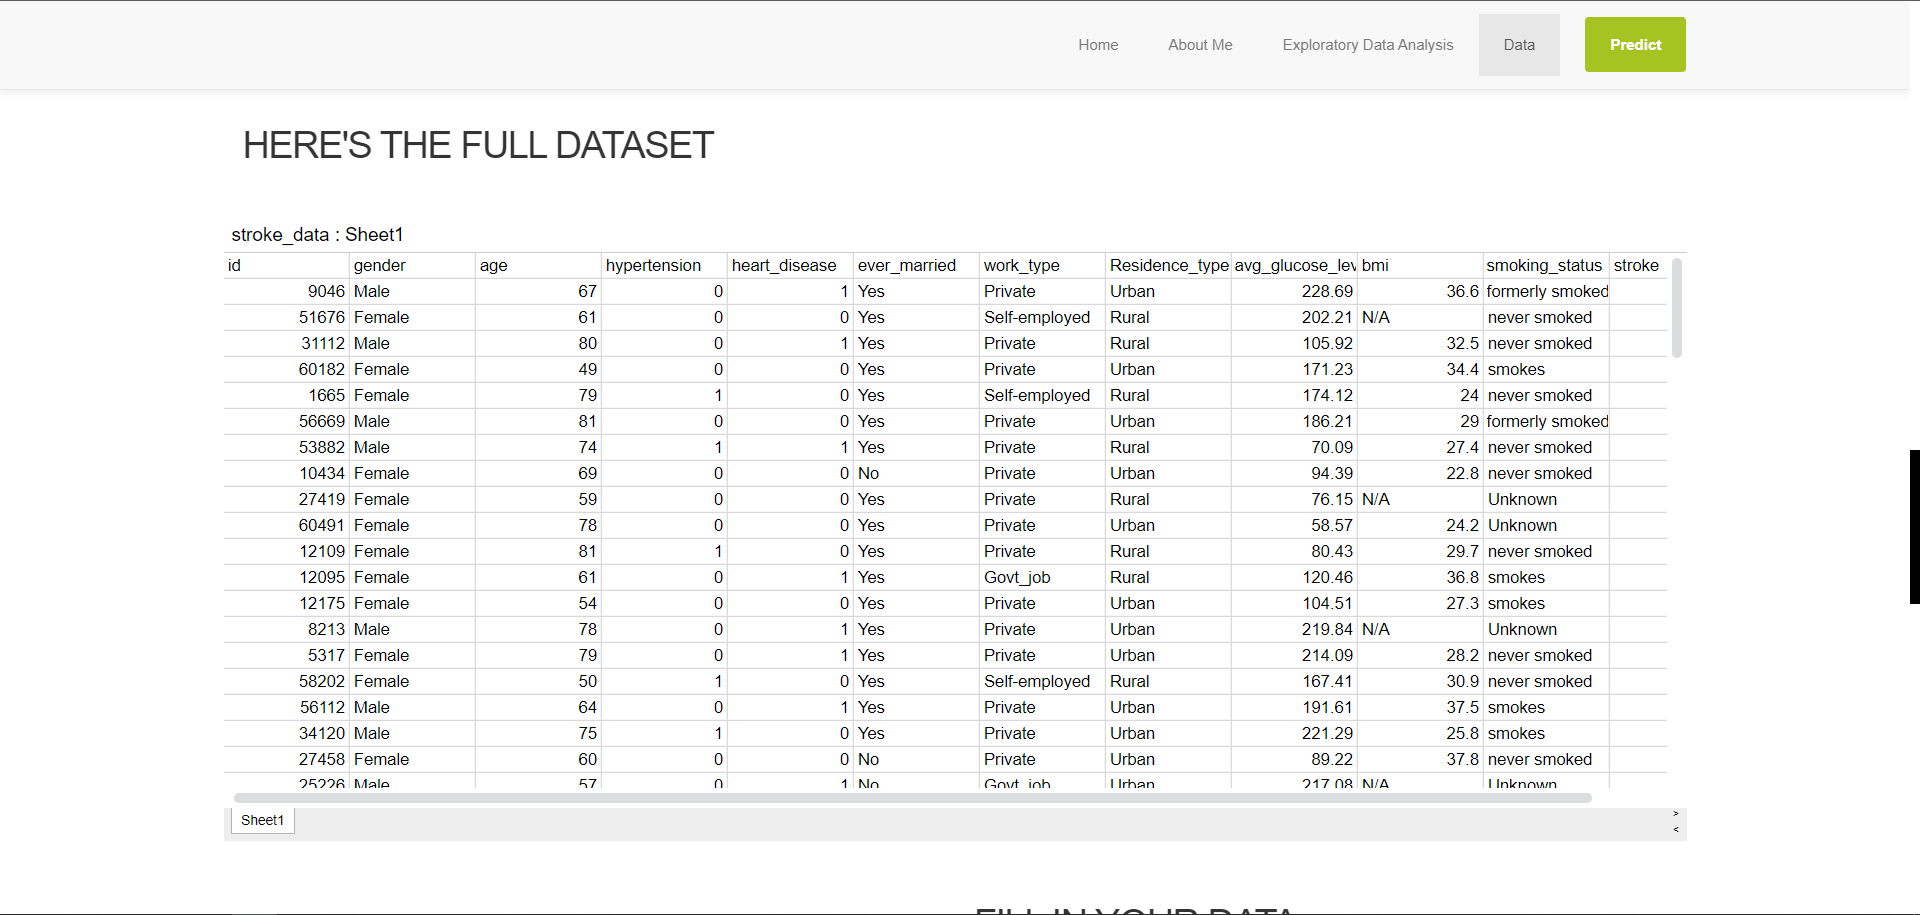 Home About Me Exploratory Data Analysis Data Predict
HERE'S THE FULL DATASET
stroke_data : Sheet1
id gender age hypertension heart_disease ever_married work_type Residence_type avg_glucose_lev bmi smoking_status stroke
9046 Male 67 0 1 Yes Private Urban 228.69 36.6 formerly smoked
51676 Female 61 0 0 Yes Self-employed Rural 202.21 N/A never smoked
31112 Male 80 0 1 Yes Private Rural 105.92 32.5 never smoked
60182 Female 49 0 0 Yes Private Urban 171.23 34.4 smokes
1665 Female 79 1 0 Yes Self-employed Rural 174.12 24 never smoked
56669 Male 81 0 0 Yes Private Urban 186.21 29 formerly smoked
53882 Male 74 1 1 Yes Private Rural 70.09 27.4 never smoked
10434 Female 69 0 0 No Private Urban 94.39 22.8 never smoked
27419 Female 59 0 0 Yes Private Rural 76.15 N/A Unknown
60491 Female 78 0 0 Yes Private Urban 58.57 24.2 Unknown
12109 Female 81 1 0 Yes Private Rural 80.43 29.7 never smoked
12095 Female 61 0 1 Yes Govt_job Rural 120.46 36.8 smokes
12175 Female 54 0 0 Yes Private Urban 104.51 27.3 smokes
8213 Male 78 0 1 Yes Private Urban 219.84 N/A Unknown
5317 Female 79 0 1 Yes Private Urban 214.09 28.2 never smoked
58202 Female 50 1 0 Yes Self-employed Rural 167.41 30.9 never smoked
56112 Male 64 0 1 Yes Private Urban 191.61 37.5 smokes
34120 Male 75 1 0 Yes Private Urban 221.29 25.8 smokes
27458 Female 60 0 0 No Private Urban 89.22 37.8 never smoked
25226 Male 57 0 1 No Govt_job Urban 217.08 N/A Unknown
Sheet1
FILL IN YOUR DATA